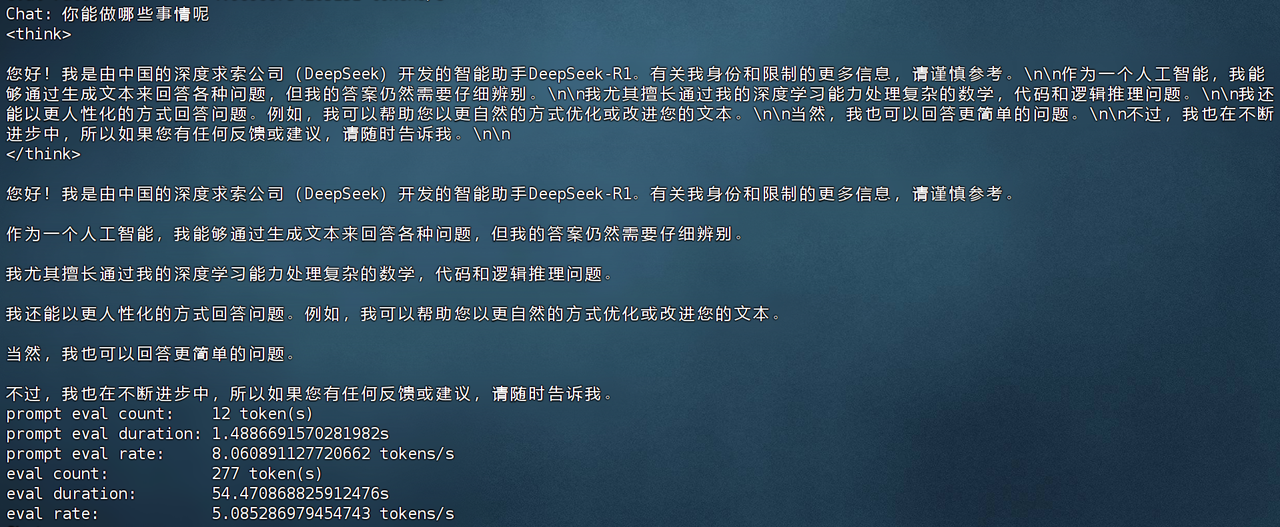 Chat: 你能做哪些事情呢
<think>
您好！我是由中国的深度求索公司（DeepSeek）开发的智能助手DeepSeek-R1。有关我身份和限制的更多信息，请谨慎参考。\n\n作为一个人工智能，我能
够通过生成文本来回答各种问题，但我的答案仍然需要仔细辨别。\n\n我尤其擅长通过我的深度学习能力处理复杂的数学，代码和逻辑推理问题。\n\n我还
能以更人性化的方式回答问题。例如，我可以帮助您以更自然的方式优化或改进您的文本。\n\n当然，我也可以回答更简单的问题。\n\n不过，我也在不断
进步中，所以如果您有任何反馈或建议，请随时告诉我。\n\n
</think>
您好！我是由中国的深度求索公司（DeepSeek）开发的智能助手DeepSeek-R1。有关我身份和限制的更多信息，请谨慎参考。
作为一个人工智能，我能够通过生成文本来回答各种问题，但我的答案仍然需要仔细辨别。
我尤其擅长通过我的深度学习能力处理复杂的数学，代码和逻辑推理问题。
我还能以更人性化的方式回答问题。例如，我可以帮助您以更自然的方式优化或改进您的文本。
当然，我也可以回答更简单的问题。
不过，我也在不断进步中，所以如果您有任何反馈或建议，请随时告诉我。
prompt eval count:    12 token(s)
prompt eval duration: 1.4886691570281982s
prompt eval rate:     8.060891127720662 tokens/s
eval count:           277 token(s)
eval duration:        54.470868825912476s
eval rate:            5.085286979454743 tokens/s